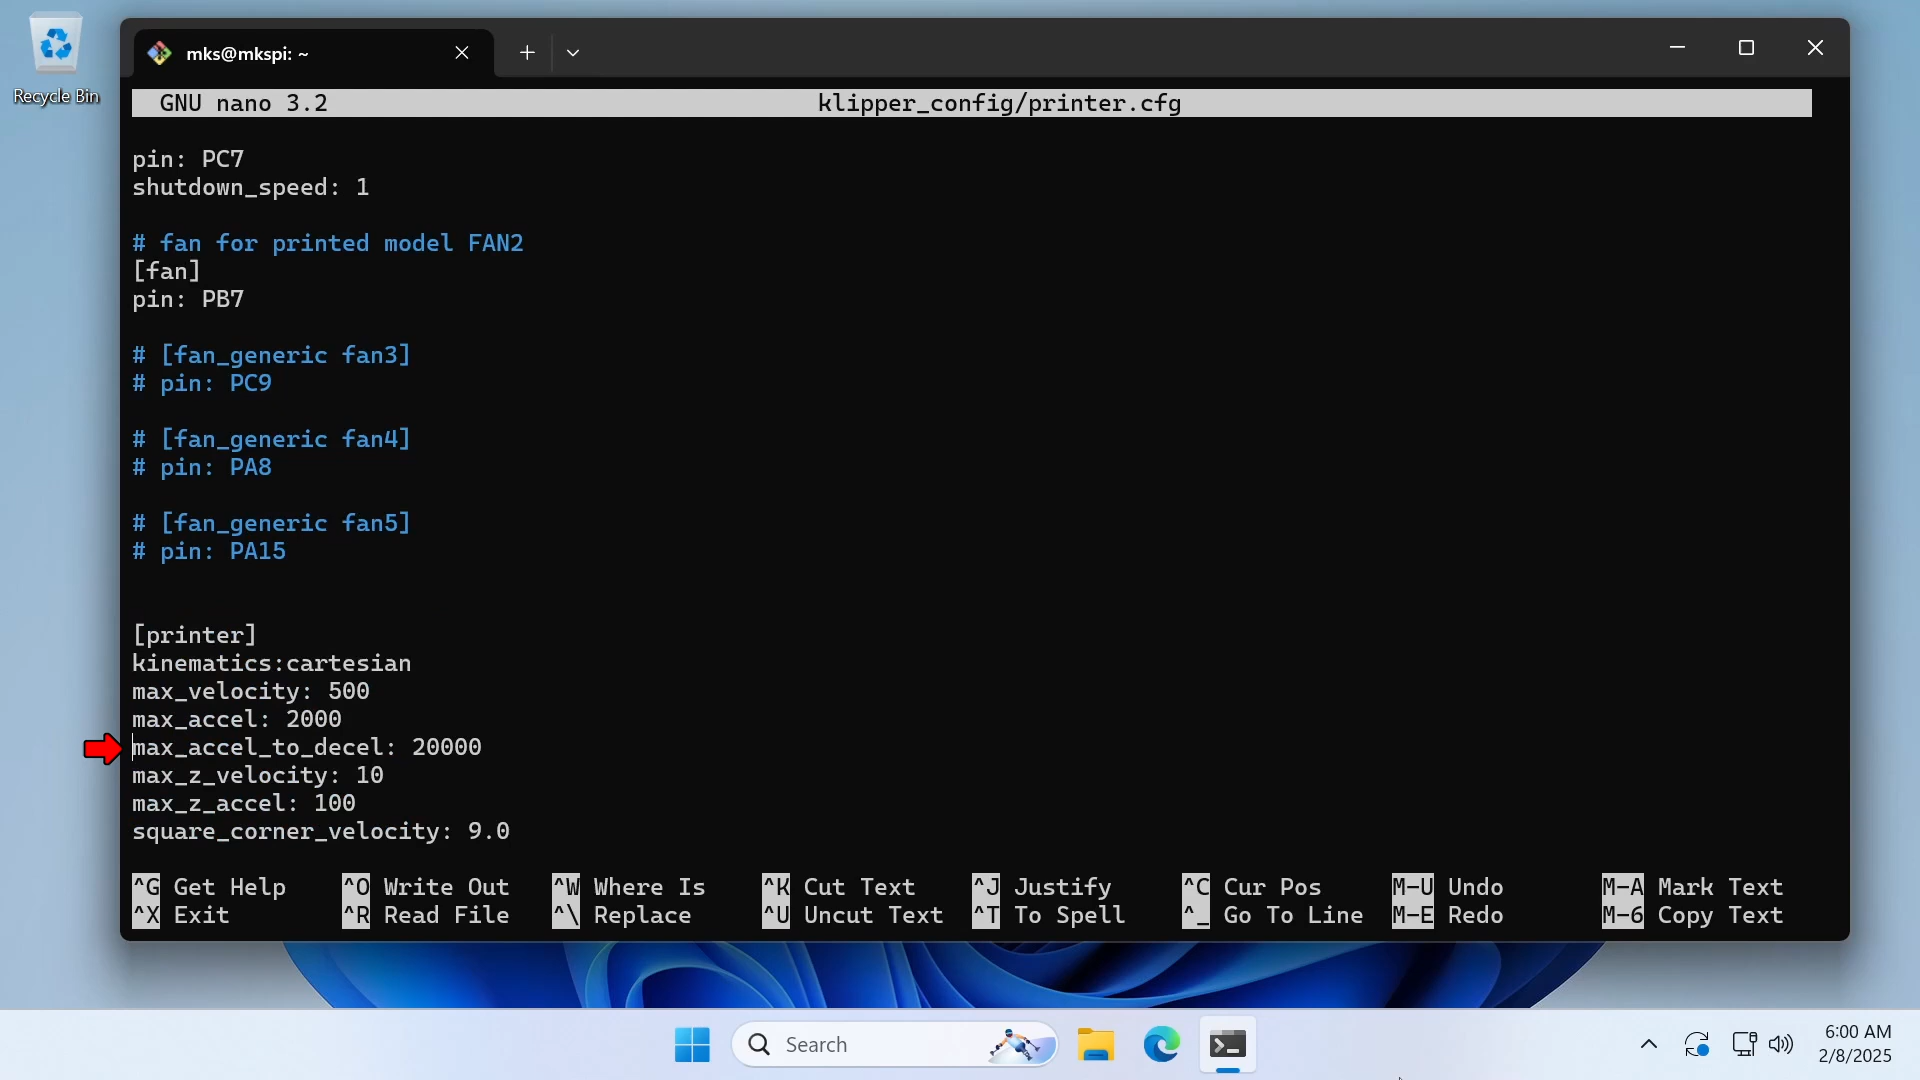 Recycle Bin
mks@mkspi: ~
GNU nano 3.2 klipper_config/printer.cfg
pin: PC7
shutdown_speed: 1
# fan for printed model FAN2
[fan]
pin: PB7
# [fan_generic fan3]
# pin: PC9
# [fan_generic fan4]
# pin: PA8
# [fan_generic fan5]
# pin: PA15
[printer]
kinematics:cartesian
max_velocity: 500
max_accel: 2000
max_accel_to_decel: 20000
max_z_velocity: 10
max_z_accel: 100
square_corner_velocity: 9.0
^G Get Help ^O Write Out ^W Where Is ^K Cut Text ^J Justify ^C Cur Pos M-U Undo M-A Mark Text
^X Exit ^R Read File ^\ Replace ^U Uncut Text ^T To Spell ^_ Go To Line M-E Redo M-6 Copy Text
Search
6:00 AM
2/8/2025